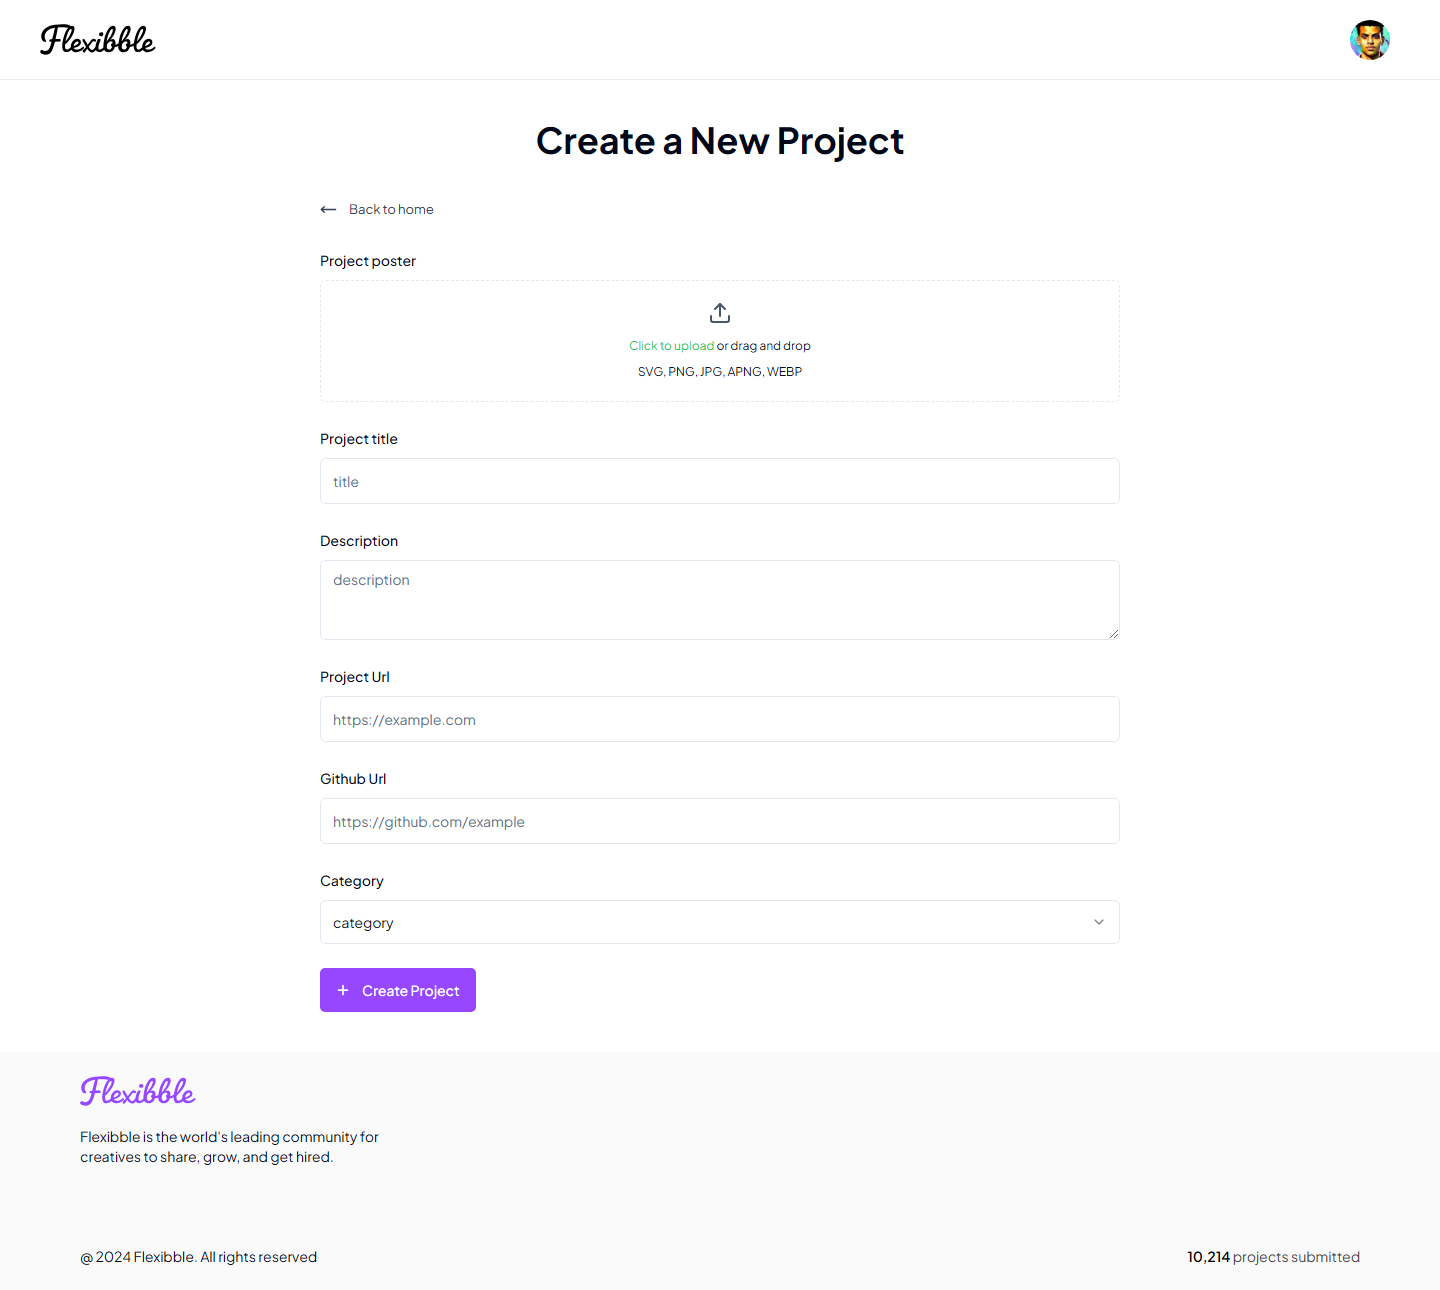 Flexibble
Create a New Project
Back to home
Project poster
Click to upload or drag and drop
SVG, PNG, JPG, APNG, WEBP
Project title
title
Description
description
Project Url
https://example.com
Github Url
https://github.com/example
Category
category
Create Project
Flexibble
Flexibble is the world's leading community for
creatives to share, grow, and get hired.
@ 2024 Flexibble. All rights reserved
10,214 projects submitted